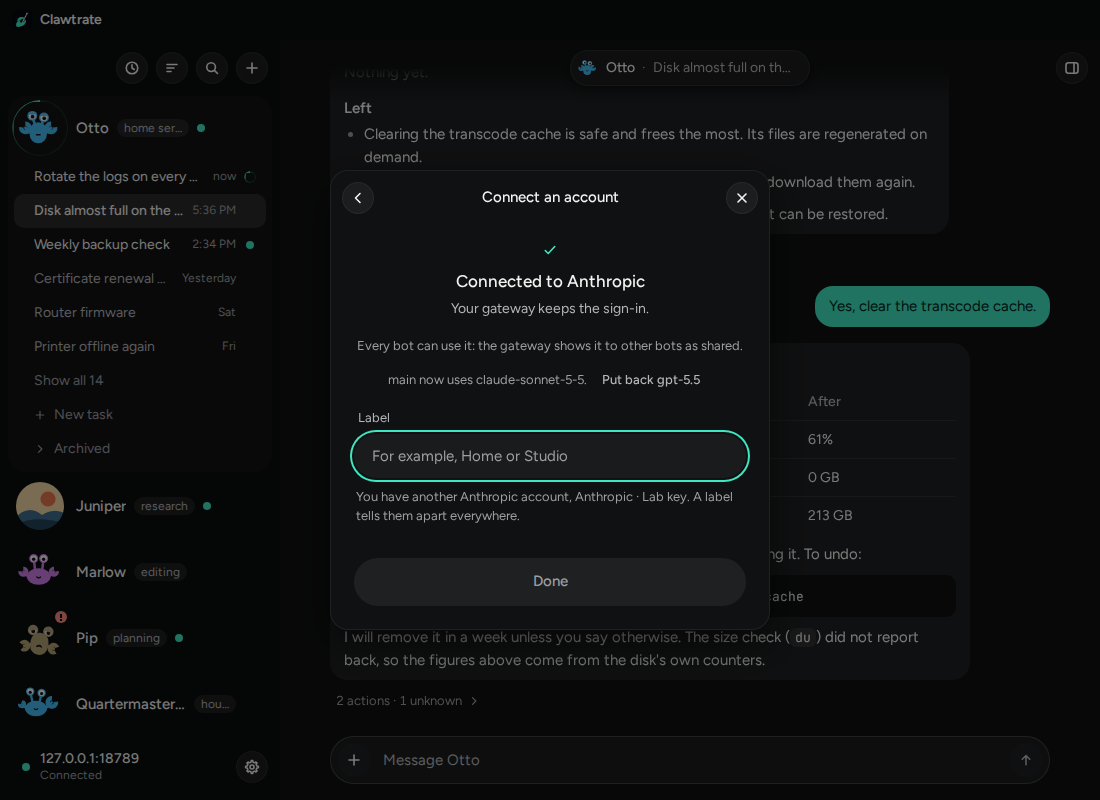 Clawtrate
Otto
home ser…
Rotate the logs on every … now
Disk almost full on the … 5:36 PM
Weekly backup check 2:34 PM
Certificate renewal … Yesterday
Router firmware Sat
Printer offline again Fri
Show all 14
+ New task
Archived
Juniper research
Marlow editing
!
Pip planning
Quartermaster… hou…
127.0.0.1:18789
Connected
Otto · Disk almost full on th…
Nothing yet.
Left
• Clearing the transcode cache is safe and frees the most. Its files are regenerated on
demand.
download them again.
t can be restored.
Connect an account
Connected to Anthropic
Your gateway keeps the sign-in.
Every bot can use it: the gateway shows it to other bots as shared.
main now uses claude-sonnet-5-5. Put back gpt-5.5
Label
For example, Home or Studio
You have another Anthropic account, Anthropic · Lab key. A label
tells them apart everywhere.
Done
Yes, clear the transcode cache.
After
61%
0 GB
213 GB
ng it. To undo:
cache
I will remove it in a week unless you say otherwise. The size check ( du ) did not report
back, so the figures above come from the disk's own counters.
2 actions · 1 unknown
Message Otto